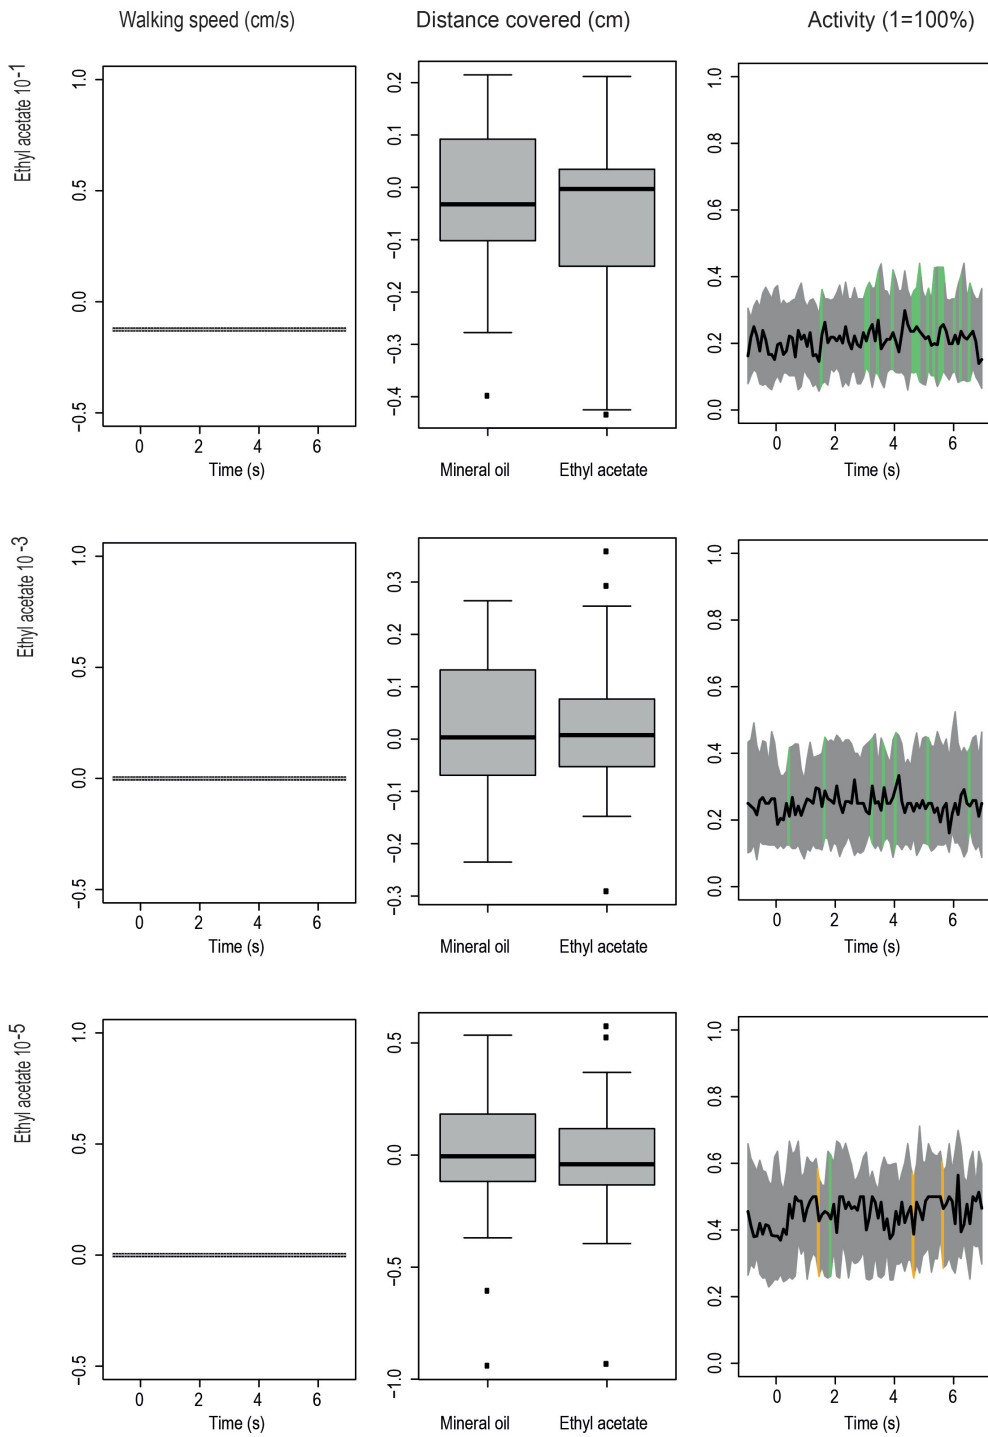 Walking speed (cm/s)
Distance covered (cm)
Activity (1=100%)
Ethyl acetate 10-1
1.0
0.5
0.0
−0.5
0 2 4 6
Time (s)
0.2
0.1
0.0
−0.1
−0.2
−0.3
−0.4
Mineral oil Ethyl acetate
1.0
0.8
0.6
0.4
0.2
0.0
0 2 4 6
Time (s)
Ethyl acetate 10-3
1.0
0.5
0.0
−0.5
0 2 4 6
Time (s)
0.3
0.2
0.1
0.0
−0.1
−0.2
−0.3
Mineral oil Ethyl acetate
1.0
0.8
0.6
0.4
0.2
0.0
0 2 4 6
Time (s)
Ethyl acetate 10-5
1.0
0.5
0.0
−0.5
0 2 4 6
Time (s)
0.5
0.0
−0.5
−1.0
Mineral oil Ethyl acetate
1.0
0.8
0.6
0.4
0.2
0.0
0 2 4 6
Time (s)